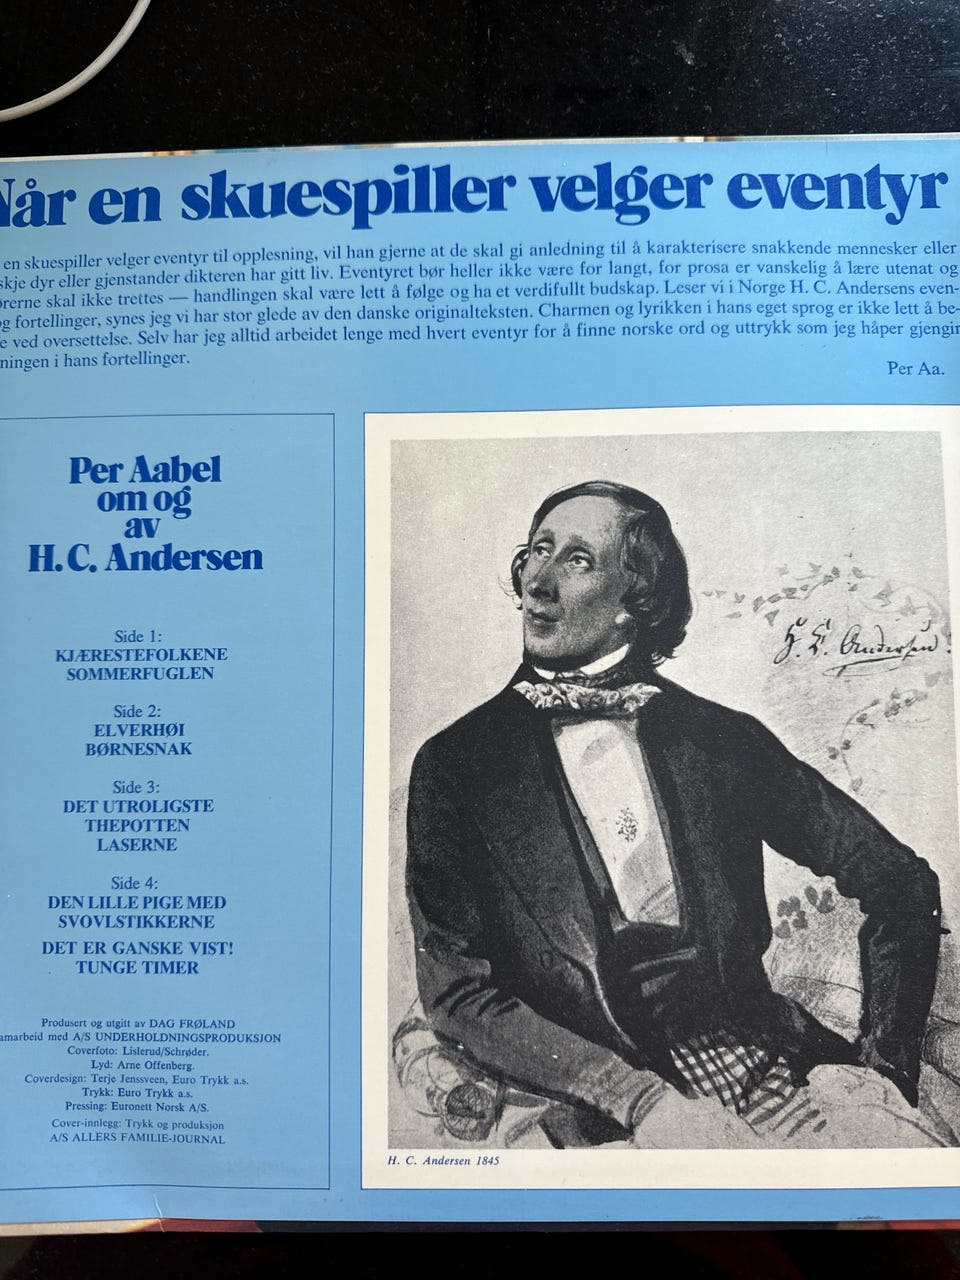 Når en skuespiller velger eventyr
en skuespiller velger eventyr til opplesning, vil han gjerne at de skal gi anledning til å karakterisere snakkende mennesker eller
skje dyr eller gjenstander dikteren har gitt liv. Eventyret bør heller ikke være for langt, for prosa er vanskelig å lære utenat og
rerne skal ikke trettes — handlingen skal være lett å følge og ha et verdifullt budskap. Leser vi i Norge H. C. Andersens even-
g fortellinger, synes jeg vi har stor glede av den danske originalteksten. Charmen og lyrikken i hans eget sprog er ikke lett å be-
e ved oversettelse. Selv har jeg alltid arbeidet lenge med hvert eventyr for å finne norske ord og uttrykk som jeg håper gjengir
ningen i hans fortellinger.
Per Aa.
Per Aabel
om og
av
H. C. Andersen
Side 1:
KJÆRESTEFOLKENE
SOMMERFUGLEN
Side 2:
ELVERHØI
BØRNESNAK
Side 3:
DET UTROLIGSTE
THEPOTTEN
LASERNE
Side 4:
DEN LILLE PIGE MED
SVOVLSTIKKERNE
DET ER GANSKE VIST!
TUNGE TIMER
Produsert og utgitt av DAG FRØLAND
amarbeid med A/S UNDERHOLDNINGSPRODUKSJON
Coverfoto: Lislerud/Schrøder.
Lyd: Arne Offenberg.
Coverdesign: Terje Jenssveen, Euro Trykk a.s.
Trykk: Euro Trykk a.s.
Pressing: Euronett Norsk A/S.
Cover-innlegg: Trykk og produksjon
A/S ALLERS FAMILIE-JOURNAL
H. C. Andersen.
H. C. Andersen 1845